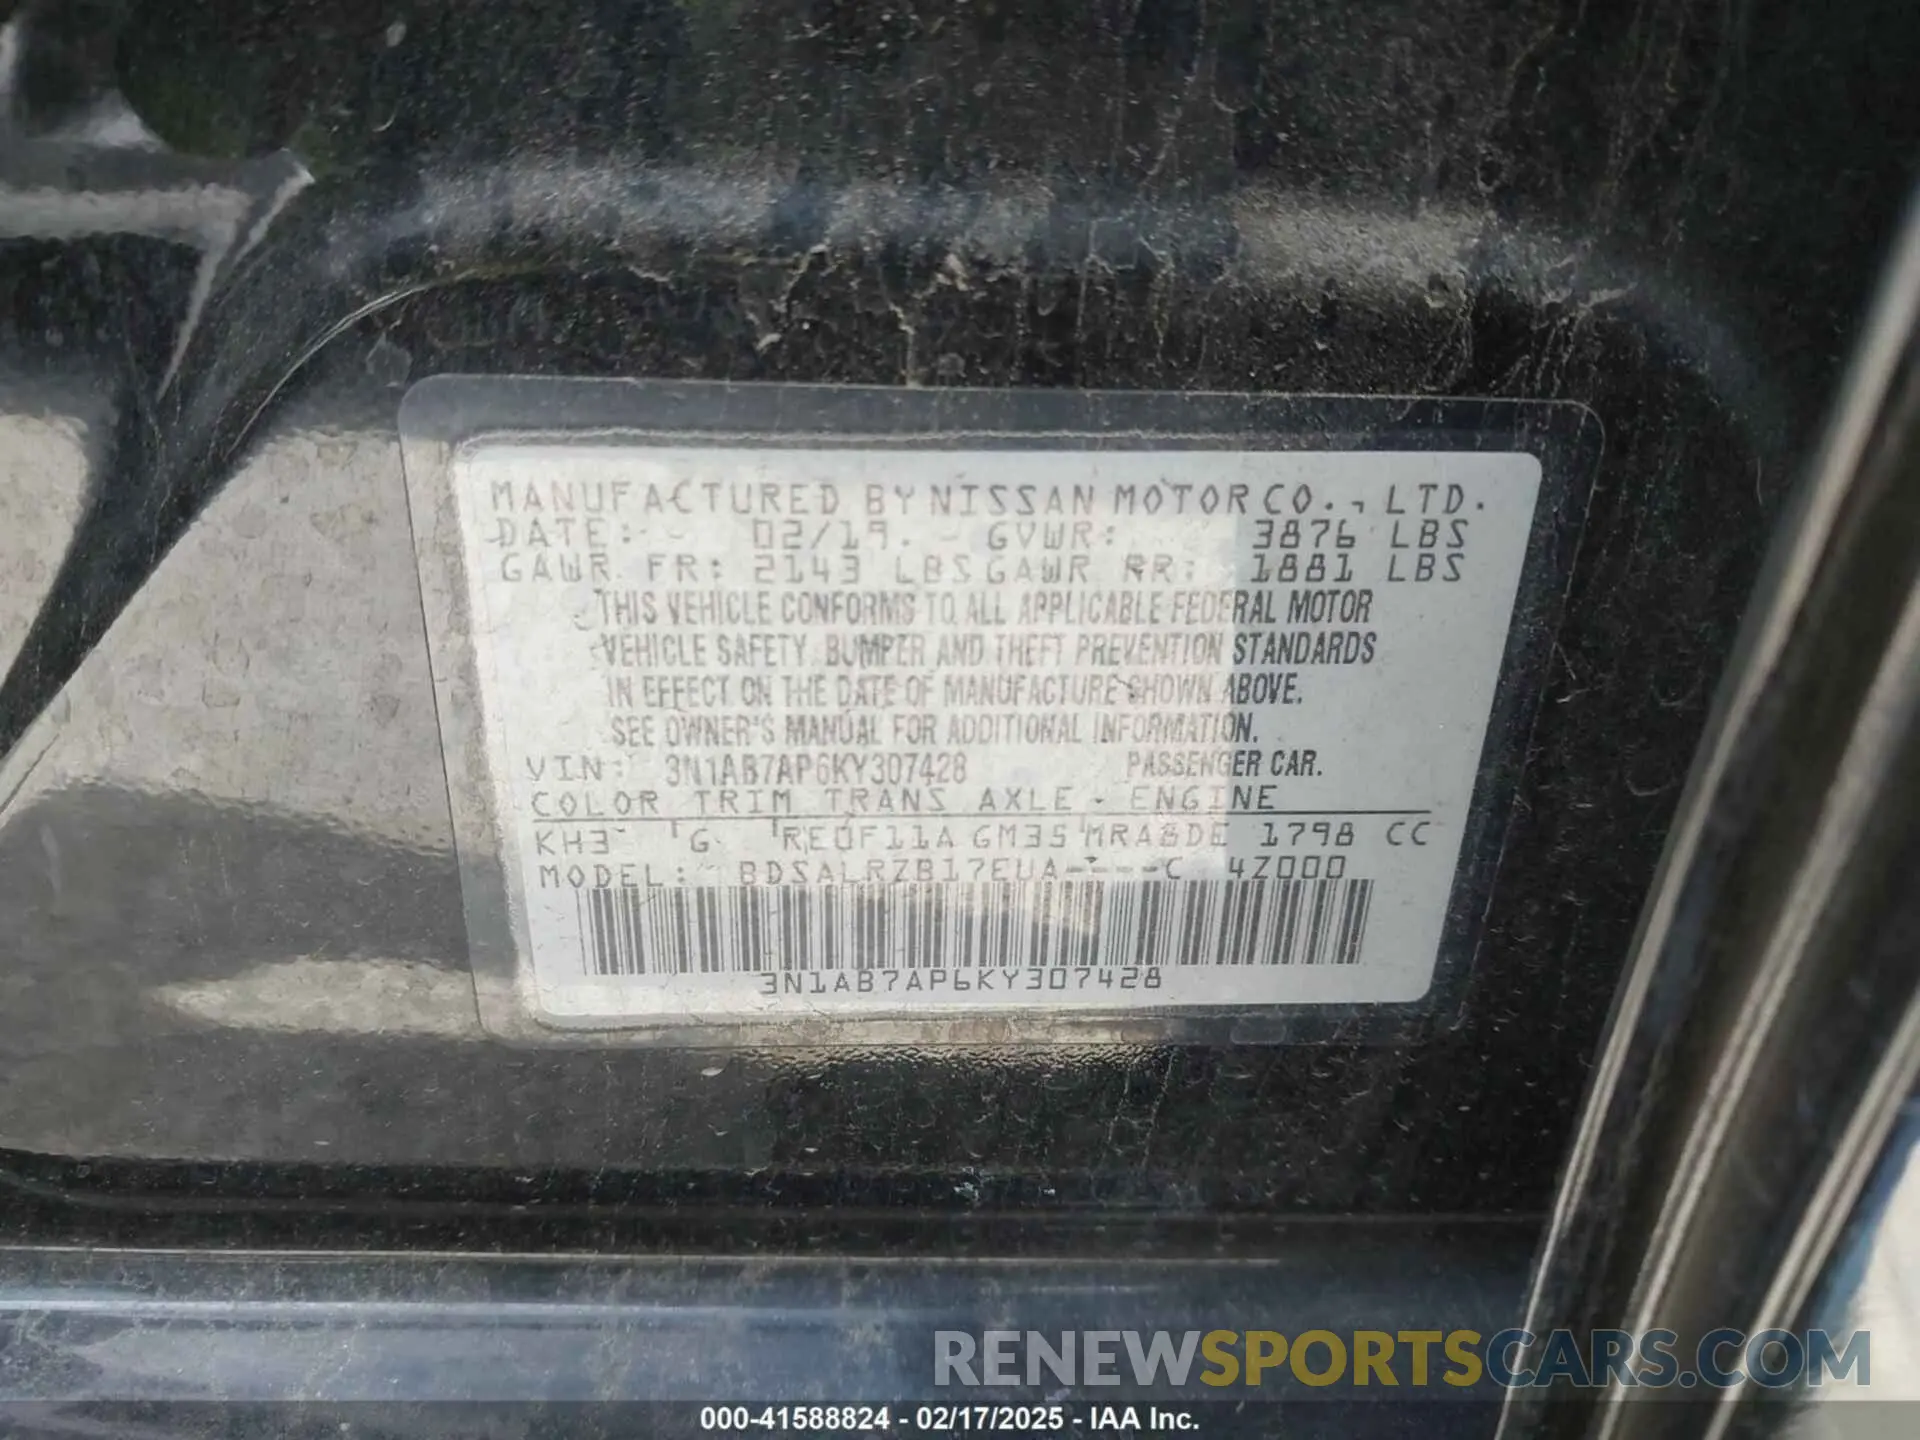 MANUFACTURED BY NISSAN MOTOR CO., LTD.
DATE: 02/19. GVWR: 3876 LBS
GAWR FR: 2143 LBS GAWR RR: 1881 LBS
THIS VEHICLE CONFORMS TO ALL APPLICABLE FEDERAL MOTOR
VEHICLE SAFETY, BUMPER AND THEFT PREVENTION STANDARDS
IN EFFECT ON THE DATE OF MANUFACTURE SHOWN ABOVE.
SEE OWNER'S MANUAL FOR ADDITIONAL INFORMATION.
VIN: 3N1AB7AP6KY307428 PASSENGER CAR.
COLOR TRIM TRANS AXLE ENGINE
KH3 G RE0F11A GM35 MRA8DE 1798 CC
MODEL: BDSALRZB17EUA----C 4Z000
3N1AB7AP6KY307428
RENEWSPORTSCARS.COM
000-41588824 - 02/17/2025 - IAA Inc.